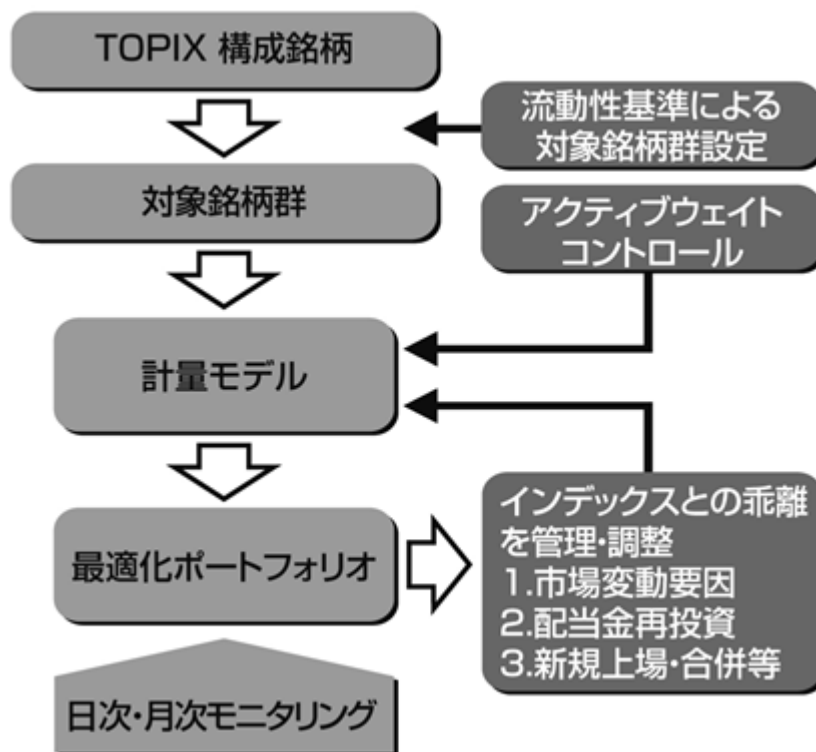 TOPIX 構成銘柄
流動性基準による
対象銘柄群設定
対象銘柄群
アクティブウェイト
コントロール
計量モデル
最適化ポートフォリオ
インデックスとの乖離
を管理・調整
1.市場変動要因
2.配当金再投資
3.新規上場・合併等
日次・月次モニタリング